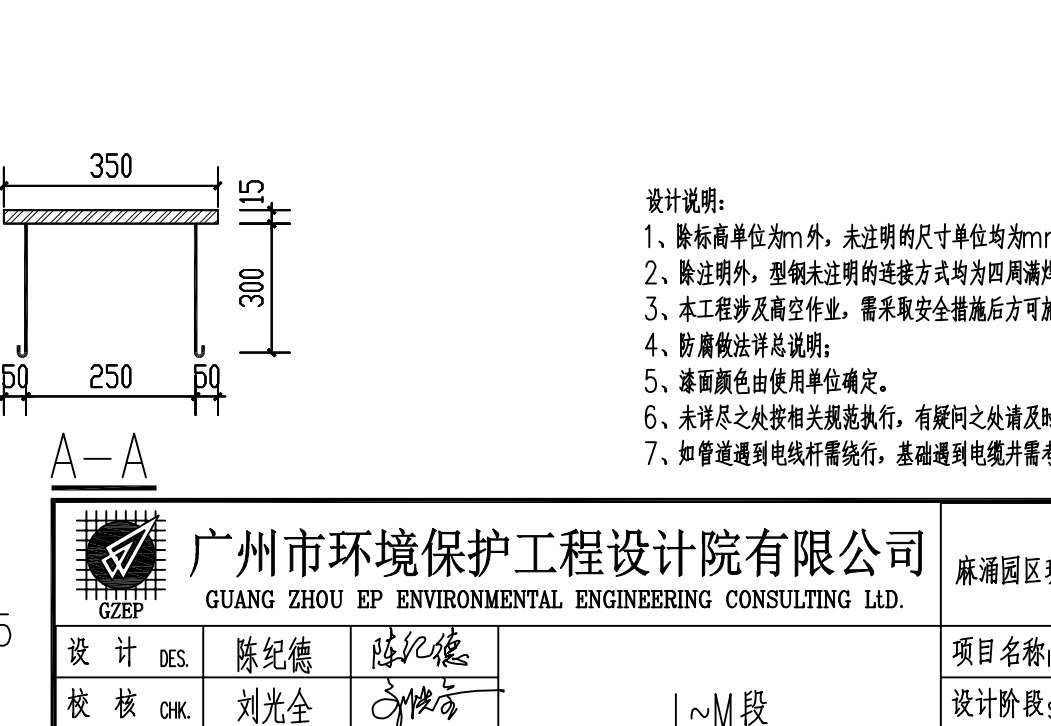 350
15
300
50
250
50
A-A
设计说明:
1、除标高单位为m外，未注明的尺寸单位均为m
2、除注明外，型钢未注明的连接方式均为四周满
3、本工程涉及高空作业，需采取安全措施后方可
4、防腐做法详总说明；
5、漆面颜色由使用单位确定。
6、未详尽之处按相关规范执行，有疑问之处请及
7、如管道遇到电线杆需绕行，基础遇到电缆井需
GZEP
广州市环境保护工程设计院有限公司
GUANG ZHOU EP ENVIRONMENTAL ENGINEERING CONSULTING LtD.
麻涌园区
5
设 计 DES.
陈纪德
陈纪德
项目名称
校 核 CHK.
刘光全
I~M段
设计阶段